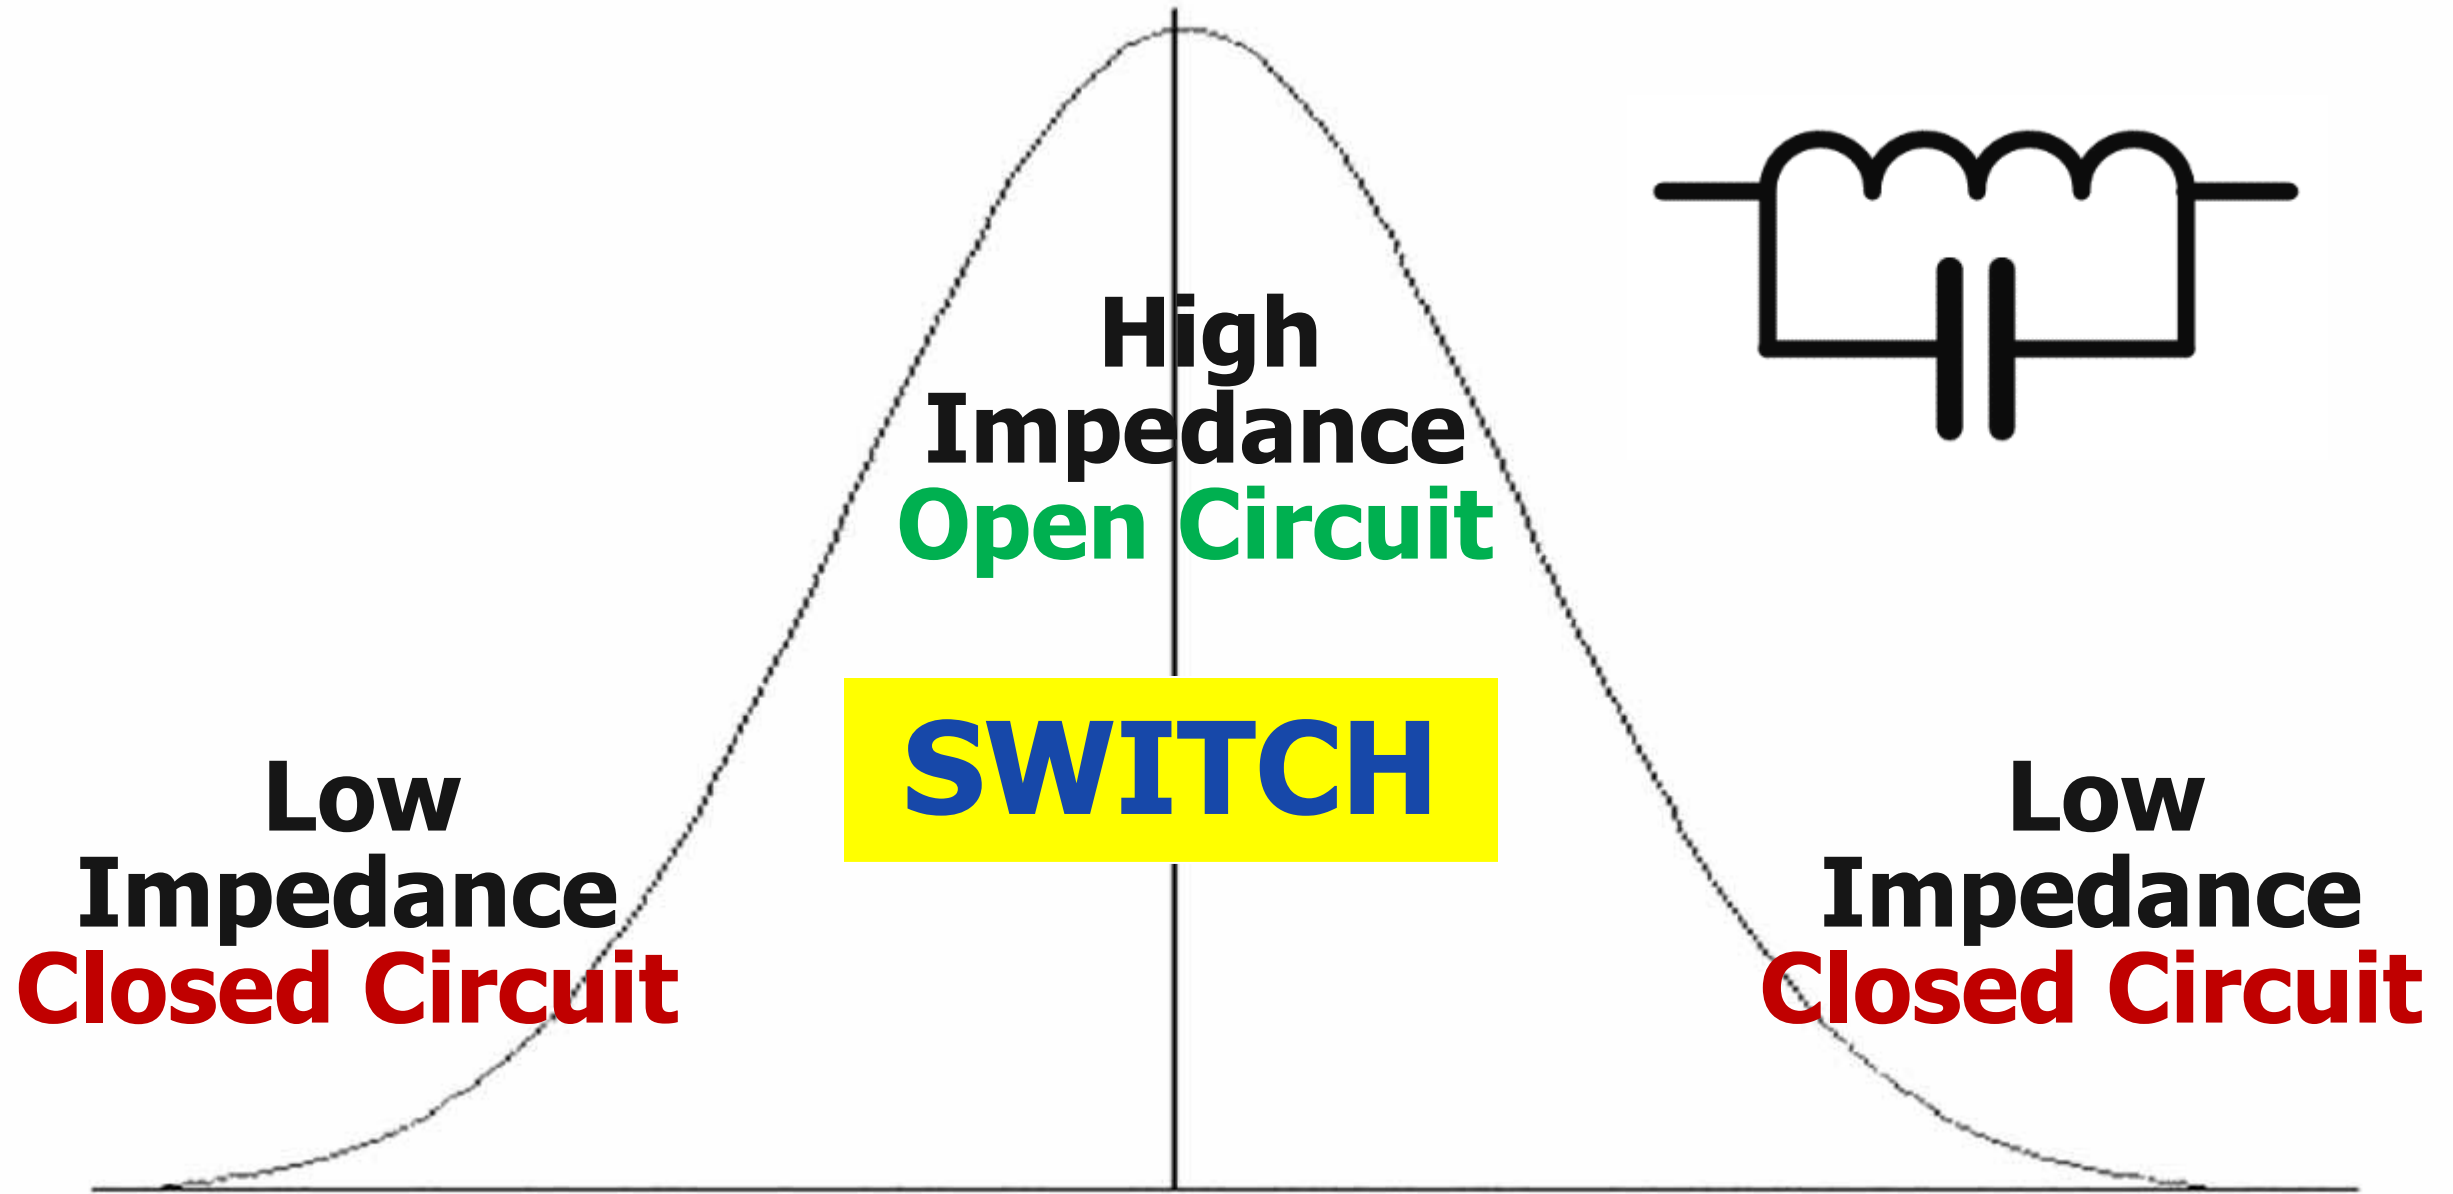 High
Impedance
Open Circuit
SWITCH
Low
Impedance
Closed Circuit
Low
Impedance
Closed Circuit